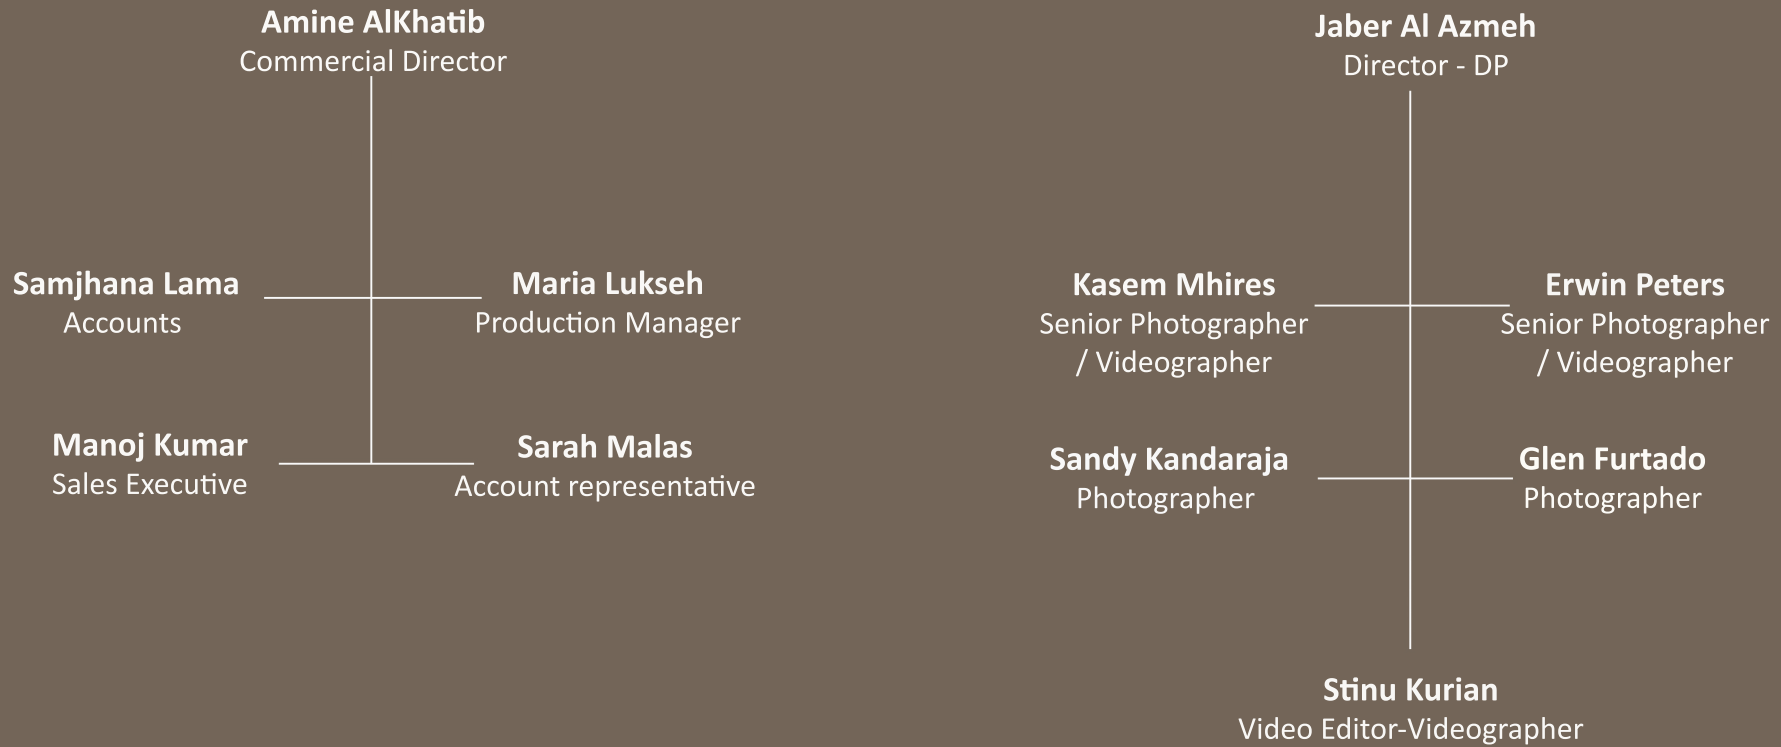 Amine AlKhatib
Commercial Director
Samjhana Lama
Accounts
Maria Lukseh
Production Manager
Manoj Kumar
Sales Executive
Sarah Malas
Account representative
Jaber Al Azmeh
Director - DP
Kasem Mhires
Senior Photographer
/ Videographer
Erwin Peters
Senior Photographer
/ Videographer
Sandy Kandaraja
Photographer
Glen Furtado
Photographer
Stinu Kurian
Video Editor-Videographer